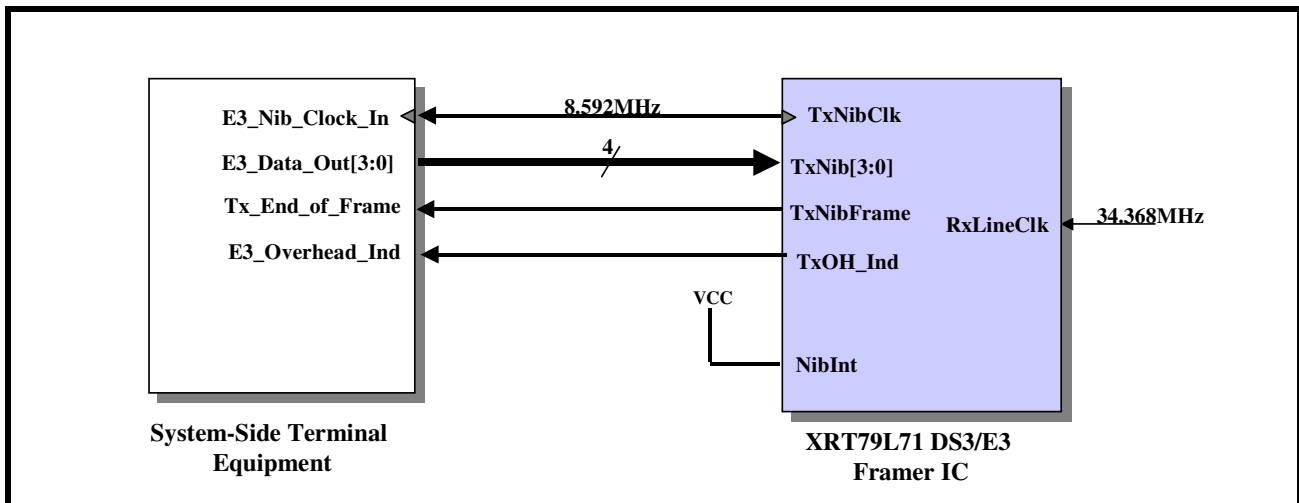 E3_Nib_Clock_In
8.592MHz
TxNibClk
E3_Data_Out[3:0]
4
TxNib[3:0]
Tx_End_of_Frame
TxNibFrame
RxLineClk
34.368MHz
E3_Overhead_Ind
TxOH_Ind
VCC
NibInt
System-Side Terminal
Equipment
XRT79L71 DS3/E3
Framer IC